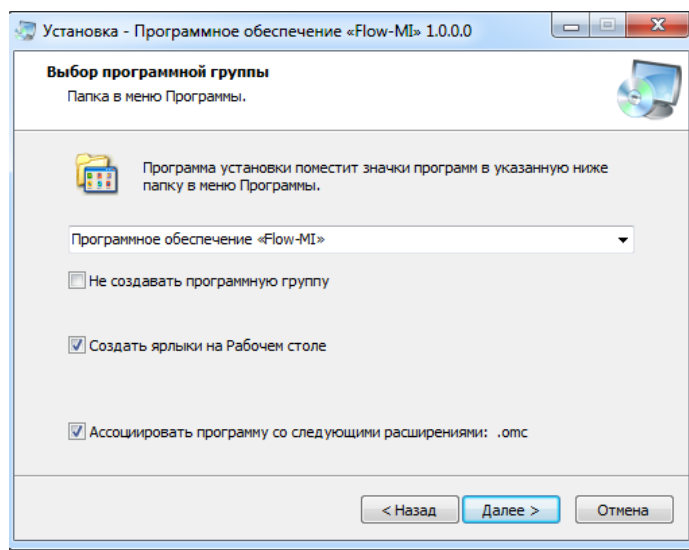 Установка - Программное обеспечение «Flow-MI» 1.0.0.0
Выбор программной группы
Папка в меню Программы.
Программа установки поместит значки программ в указанную ниже
папку в меню Программы.
Программное обеспечение «Flow-MI»
Не создавать программную группу
Создать ярлыки на Рабочем столе
Ассоциировать программу со следующими расширениями: .omc
< Назад
Далее >
Отмена